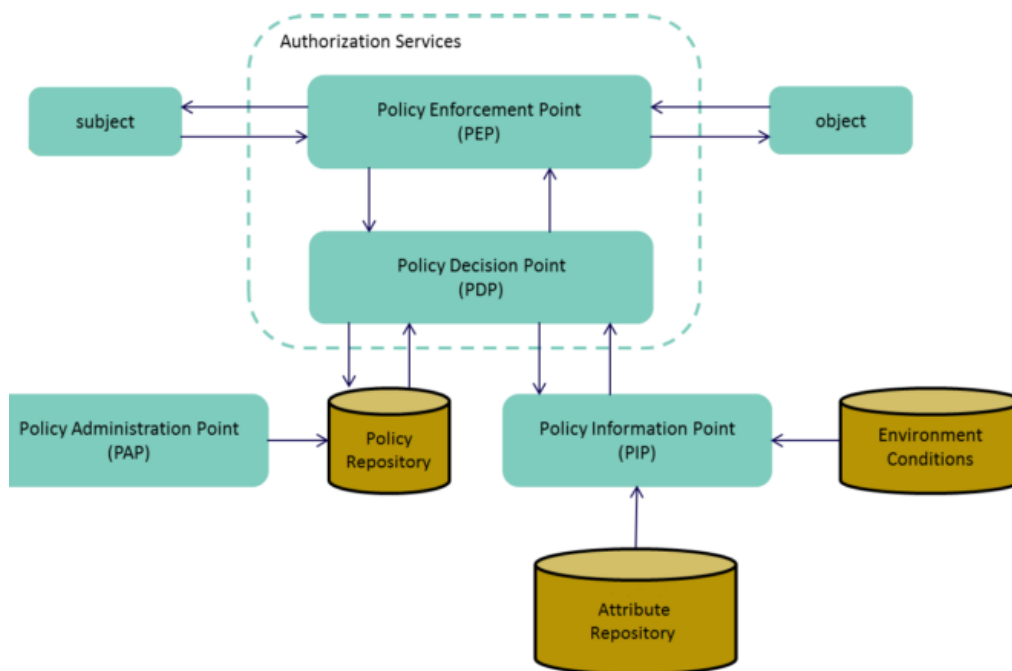 Authorization Services
subject
Policy Enforcement Point
(PEP)
object
Policy Decision Point
(PDP)
Policy Administration Point
(PAP)
Policy
Repository
Policy Information Point
(PIP)
Environment
Conditions
Attribute
Repository